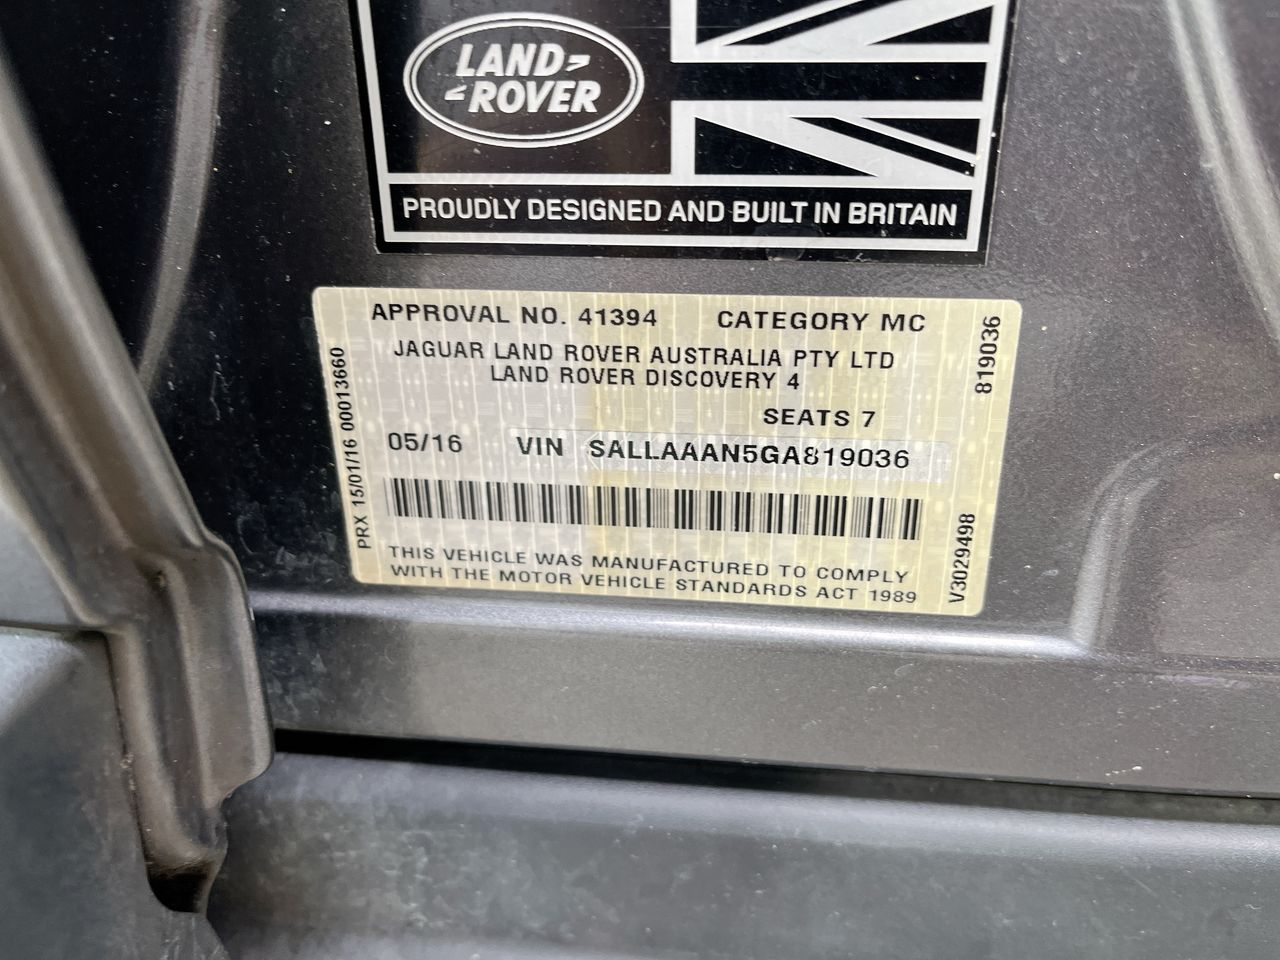 LAND
ROVER
PROUDLY DESIGNED AND BUILT IN BRITAIN
APPROVAL NO. 41394 CATEGORY MC
JAGUAR LAND ROVER AUSTRALIA PTY LTD
LAND ROVER DISCOVERY 4
SEATS 7
05/16 VIN SALLAAAN5GA819036
THIS VEHICLE WAS MANUFACTURED TO COMPLY
WITH THE MOTOR VEHICLE STANDARDS ACT 1989
PRX 15/01/16 00013660
819036
V3029498